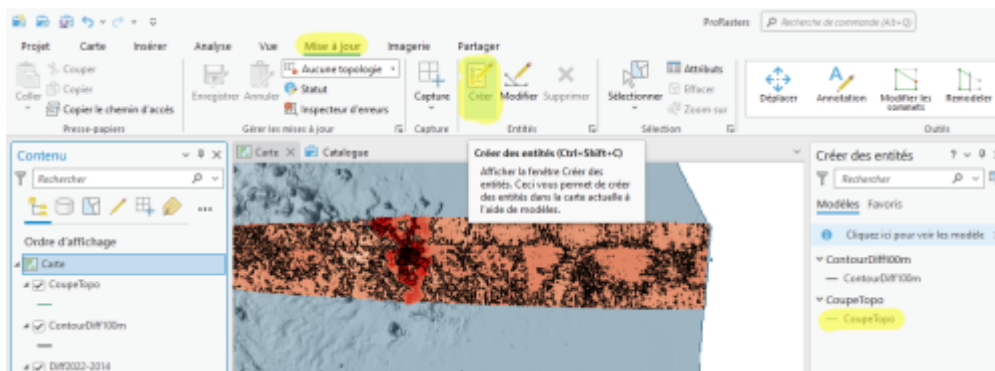 ProRasters
Recherche de commande (Alt+Q)
Projet Carte Insérer Analyse Vue Mise à jour Imagerie Partager
Couper
Copier
Coller
Copier le chemin d'accès
Presse-papiers
Enregistrer Annuler
Aucune topologie
Statut
Inspecteur d'erreurs
Gérer les mises à jour
Capture
Capture
Créer Modifier Supprimer
Entités
Sélectionner
Attributs
Effacer
Zoom sur
Sélection
Déplacer
Annotation
Modifier les
sommets
Remodeler
Outils
Contenu
Rechercher
Ordre d'affichage
Carte
CoupeTopo
ContourDiff100m
Diff2022-2014
Carte
Catalogue
Créer des entités (Ctrl+Shift+C)
Afficher la fenêtre Créer des
entités. Ceci vous permet de créer
des entités dans la carte actuelle à
l'aide de modèles.
Créer des entités
Rechercher
Modèles Favoris
Cliquez ici pour voir les modèle
ContourDiff100m
ContourDiff100m
CoupeTopo
CoupeTopo